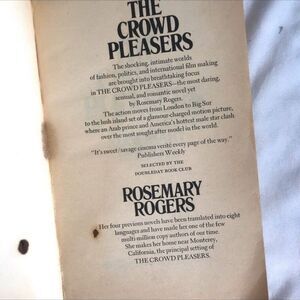 THE
CROWD
PLEASERS
The shocking, intimate worlds
of fashion, politics, and international film making
are brought into breathtaking focus
in THE CROWD PLEASERS—the most daring,
sensual, and romantic novel yet
by Rosemary Rogers.
The action moves from London to Big Sur
to the lush island set of a glamour-charged motion picture,
where an Arab prince and America's hottest male star clash
over the most sought after model in the world.
"It's sweet/savage cinema verité every page of the way."
Publishers Weekly
SELECTED BY THE
DOUBLEDAY BOOK CLUB
ROSEMARY
ROGERS
Her four previous novels have been translated into eight
languages and have made her one of the few
multi-million copy authors of our time.
She makes her home near Monterey,
California, the principal setting of
THE CROWD PLEASERS.